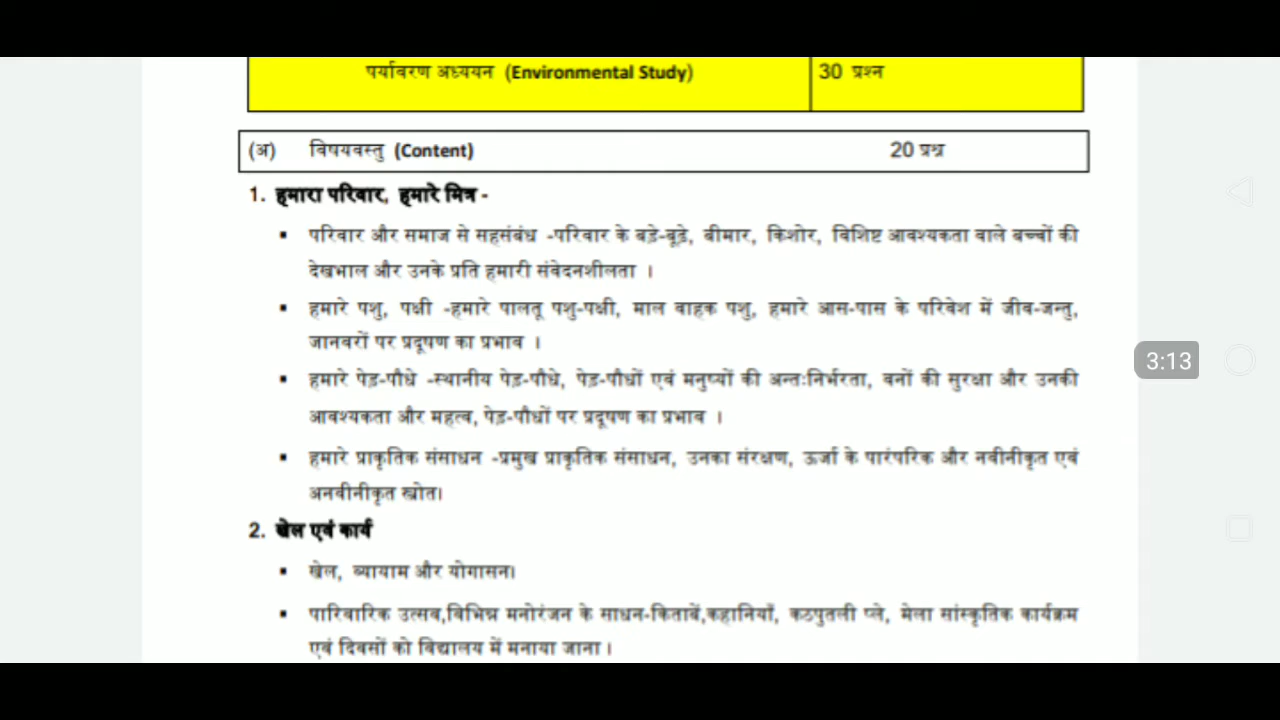 पर्यावरण अध्ययन (Environmental Study) 30 प्रश्न
(अ) विषयवस्तु (Content) 20 प्रश्न
1. हमारा परिवार, हमारे मित्र -
▪ परिवार और समाज से सहसंबंध -परिवार के बड़े-बूढ़े, बीमार, किशोर, विशिष्ट आवश्यकता वाले बच्चों की
देखभाल और उनके प्रति हमारी संवेदनशीलता ।
▪ हमारे पशु, पक्षी -हमारे पालतू पशु-पक्षी, माल वाहक पशु, हमारे आस-पास के परिवेश में जीव-जन्तु,
जानवरों पर प्रदूषण का प्रभाव ।
▪ हमारे पेड़-पौधे -स्थानीय पेड़-पौधे, पेड़-पौधों एवं मनुष्यों की अन्तःनिर्भरता, वनों की सुरक्षा और उनकी
आवश्यकता और महत्व, पेड़-पौधों पर प्रदूषण का प्रभाव ।
▪ हमारे प्राकृतिक संसाधन -प्रमुख प्राकृतिक संसाधन, उनका संरक्षण, ऊर्जा के पारंपरिक और नवीनीकृत एवं
अनवीनीकृत स्त्रोत।
2. खेल एवं कार्य
▪ खेल, व्यायाम और योगासन।
▪ पारिवारिक उत्सव,विभिन्न मनोरंजन के साधन-किताबें,कहानियाँ, कठपुतली प्ले, मेला सांस्कृतिक कार्यक्रम
एवं दिवसों को विद्यालय में मनाया जाना ।
3:13